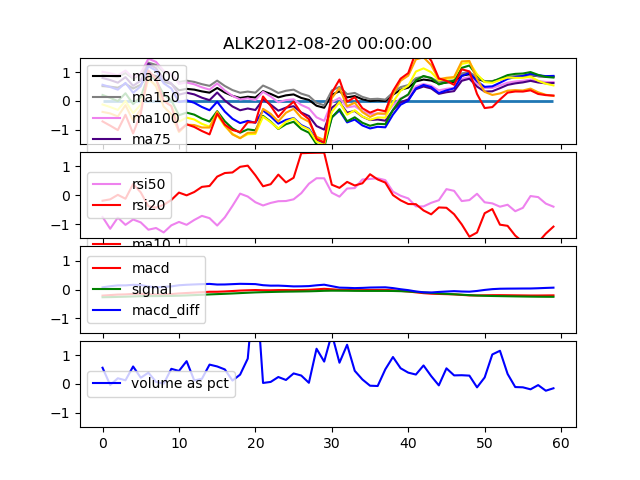 ALK2012-08-20 00:00:00
1
0
−1
ma200
ma150
ma100
ma75
1
0
−1
rsi50
rsi20
ma10
1
0
−1
macd
signal
macd_diff
1
0
−1
volume as pct
0 10 20 30 40 50 60